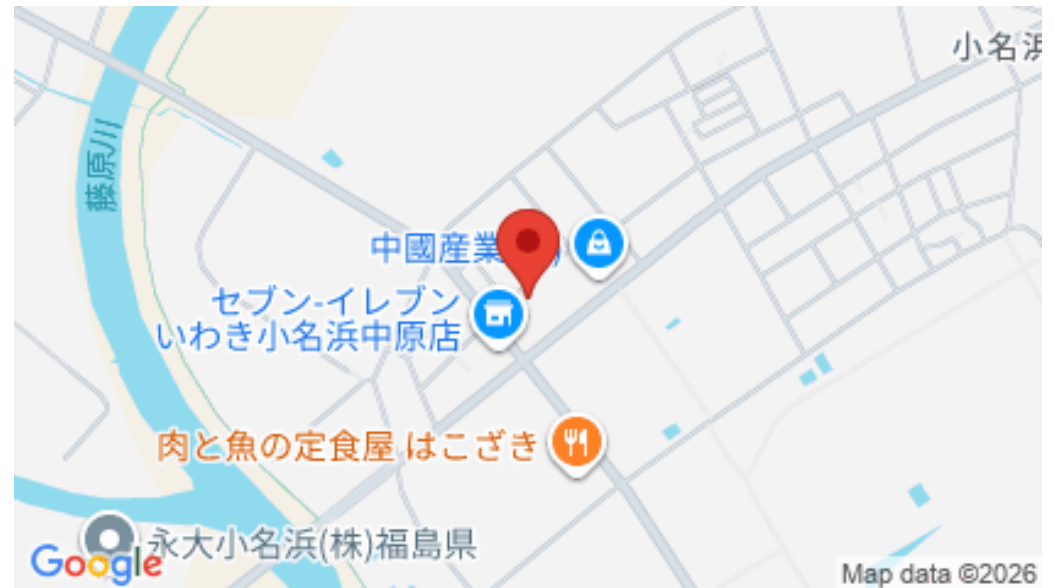 小名浜
藤原川
中國産業
セブン-イレブン
いわき小名浜中原店
肉と魚の定食屋 はこざき
永大小名浜(株)福島県
Google
Map data ©2026